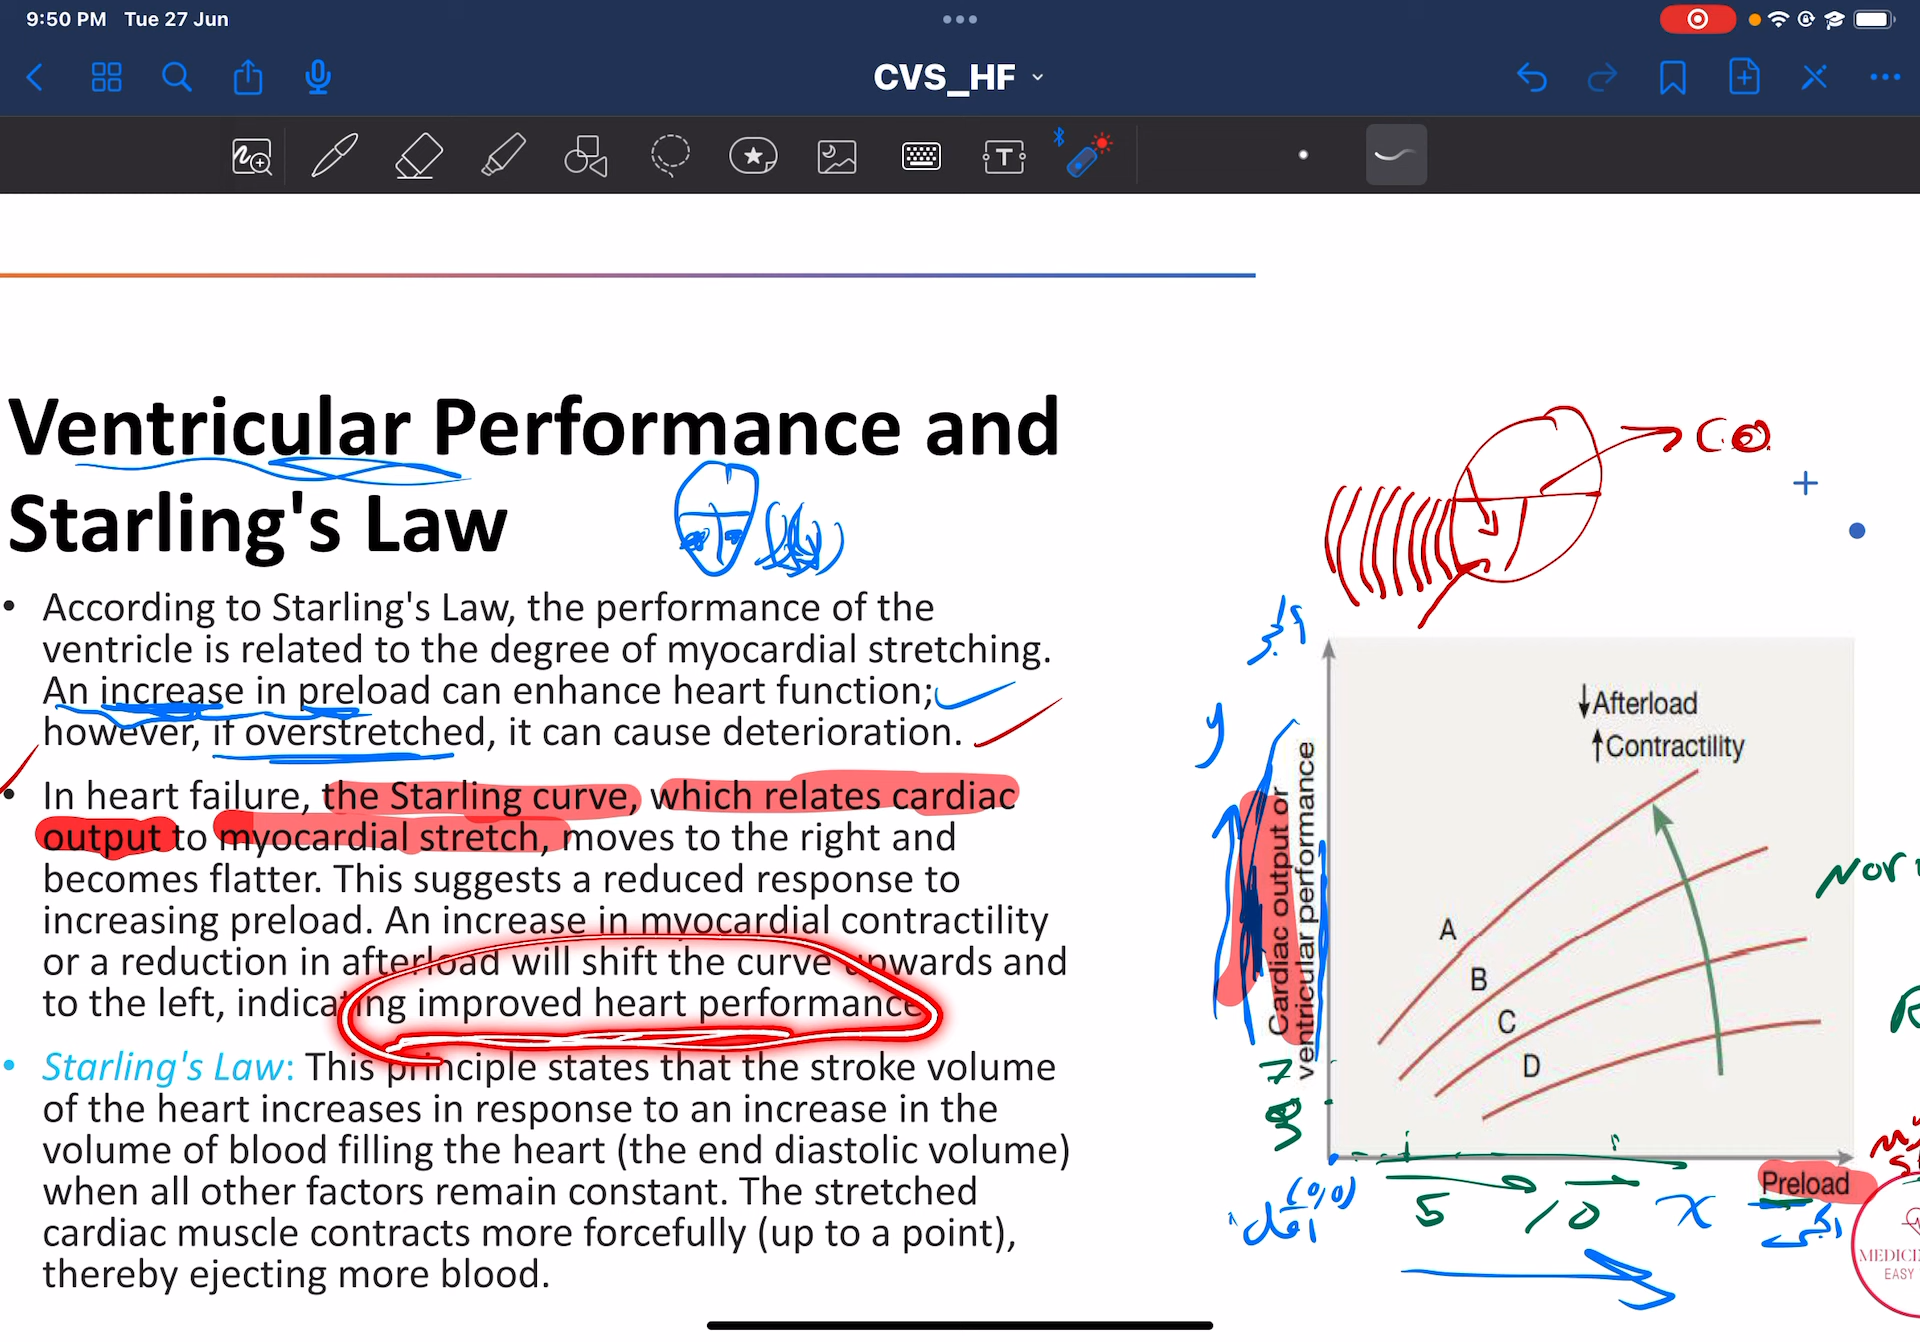 9:50 PM Tue 27 Jun
CVS_HF
T
Ventricular Performance and
Starling's Law
• According to Starling's Law, the performance of the
ventricle is related to the degree of myocardial stretching.
An increase in preload can enhance heart function;
however, if overstretched, it can cause deterioration.
• In heart failure, the Starling curve, which relates cardiac
output to myocardial stretch, moves to the right and
becomes flatter. This suggests a reduced response to
increasing preload. An increase in myocardial contractility
or a reduction in afterload will shift the curve upwards and
to the left, indicating improved heart performance
• Starling's Law: This principle states that the stroke volume
of the heart increases in response to an increase in the
volume of blood filling the heart (the end diastolic volume)
when all other factors remain constant. The stretched
cardiac muscle contracts more forcefully (up to a point),
thereby ejecting more blood.
C.O.
y
Cardiac output or
ventricular performance
↓Afterload
↑Contractility
A
B
C
D
Nor
7
(0,0)
5
10
x
Preload
MEDICI
EASY